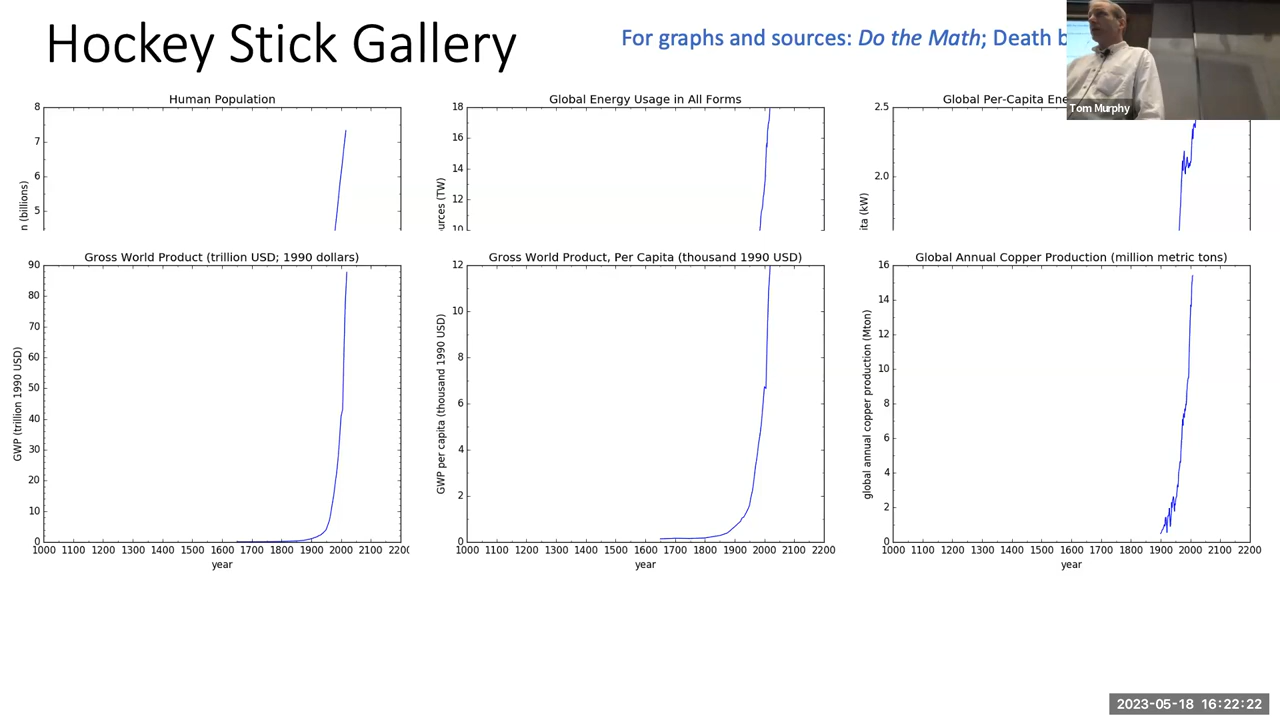 Hockey Stick Gallery
For graphs and sources: Do the Math; Death b
Tom Murphy
Human Population
Global Energy Usage in All Forms
Global Per-Capita Ene
8
7
6
5
n (billions)
18
16
14
12
10
urces (TW)
2.5
2.0
ita (kW)
Gross World Product (trillion USD; 1990 dollars)
90
80
70
60
50
40
30
20
10
0
GWP (trillion 1990 USD)
1000 1100 1200 1300 1400 1500 1600 1700 1800 1900 2000 2100 220
year
Gross World Product, Per Capita (thousand 1990 USD)
12
10
8
6
4
2
0
GWP per capita (thousand 1990 USD)
1000 1100 1200 1300 1400 1500 1600 1700 1800 1900 2000 2100 2200
year
Global Annual Copper Production (million metric tons)
16
14
12
10
8
6
4
2
0
global annual copper production (Mton)
1000 1100 1200 1300 1400 1500 1600 1700 1800 1900 2000 2100 2200
year
2023-05-18 16:22:22